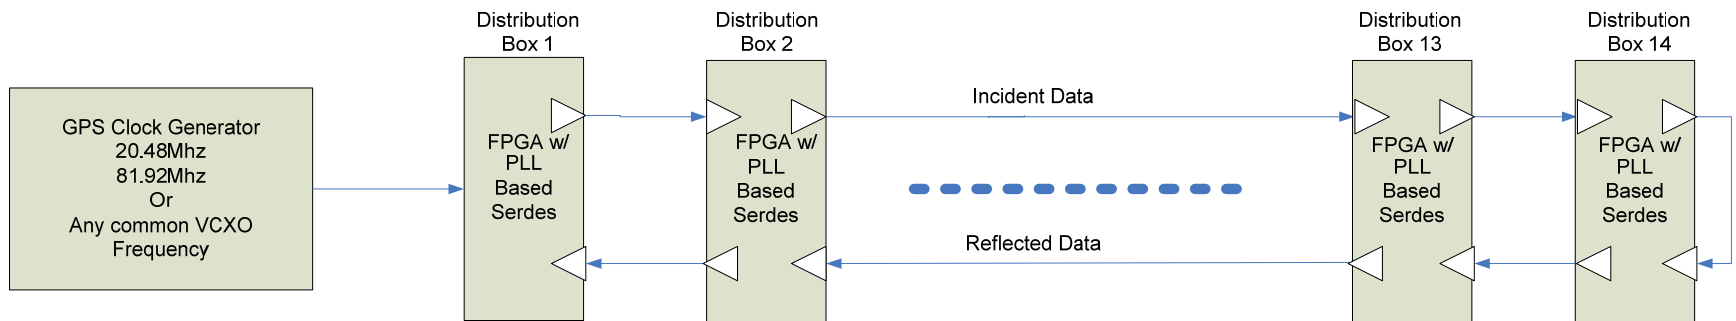 Distribution
Box 1
Distribution
Box 2
Distribution
Box 13
Distribution
Box 14
GPS Clock Generator
20.48Mhz
81.92Mhz
Or
Any common VCXO
Frequency
FPGA w/
PLL
Based
Serdes
FPGA w/
PLL
Based
Serdes
Incident Data
Reflected Data
FPGA w/
PLL
Based
Serdes
FPGA w/
PLL
Based
Serdes